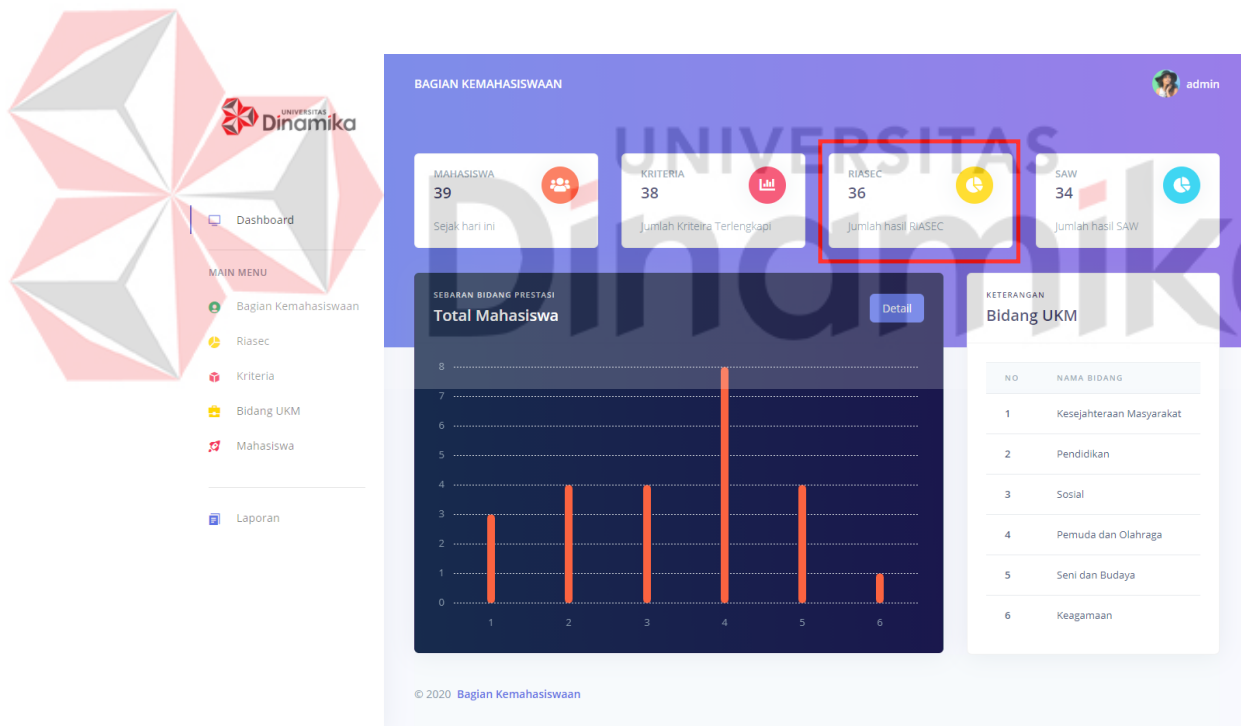 UNIVERSITAS
Dinamika
Dashboard
MAIN MENU
Bagian Kemahasiswaan
Riasec
Kriteria
Bidang UKM
Mahasiswa
Laporan
BAGIAN KEMAHASISWAAN
admin
UNIVERSITAS
Dinamika
MAHASISWA
39
Sejak hari ini
KRITERIA
38
Jumlah Kriteira Terlengkapi
RIASEC
36
Jumlah hasil RIASEC
SAW
34
Jumlah hasil SAW
SEBARAN BIDANG PRESTASI
Total Mahasiswa
Detail
8
7
6
5
4
3
2
1
0
1 2 3 4 5 6
KETERANGAN
Bidang UKM
NO NAMA BIDANG
1 Kesejahteraan Masyarakat
2 Pendidikan
3 Sosial
4 Pemuda dan Olahraga
5 Seni dan Budaya
6 Keagamaan
© 2020 Bagian Kemahasiswaan